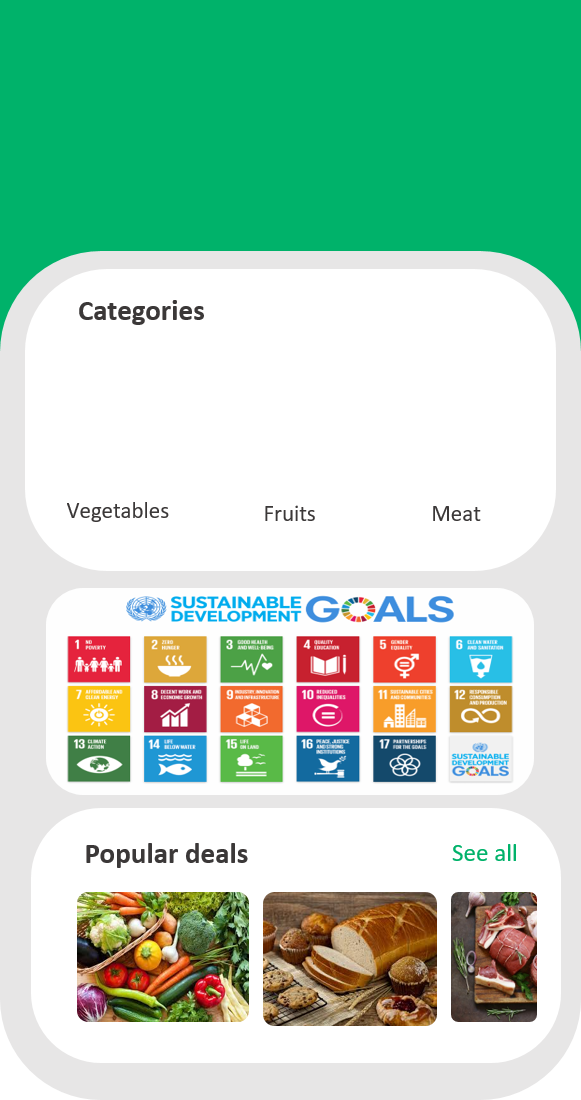 Categories
Vegetables
Fruits
Meat
SUSTAINABLE
DEVELOPMENT
GOALS
1 NO
POVERTY
2 ZERO
HUNGER
3 GOOD HEALTH
AND WELL-BEING
4 QUALITY
EDUCATION
5 GENDER
EQUALITY
6 CLEAN WATER
AND SANITATION
7 AFFORDABLE AND
CLEAN ENERGY
8 DECENT WORK AND
ECONOMIC GROWTH
9 INDUSTRY, INNOVATION
AND INFRASTRUCTURE
10 REDUCED
INEQUALITIES
11 SUSTAINABLE CITIES
AND COMMUNITIES
12 RESPONSIBLE
CONSUMPTION
AND PRODUCTION
13 CLIMATE
ACTION
14 LIFE
BELOW WATER
15 LIFE
ON LAND
16 PEACE, JUSTICE
AND STRONG
INSTITUTIONS
17 PARTNERSHIPS
FOR THE GOALS
SUSTAINABLE
DEVELOPMENT
GOALS
Popular deals
See all